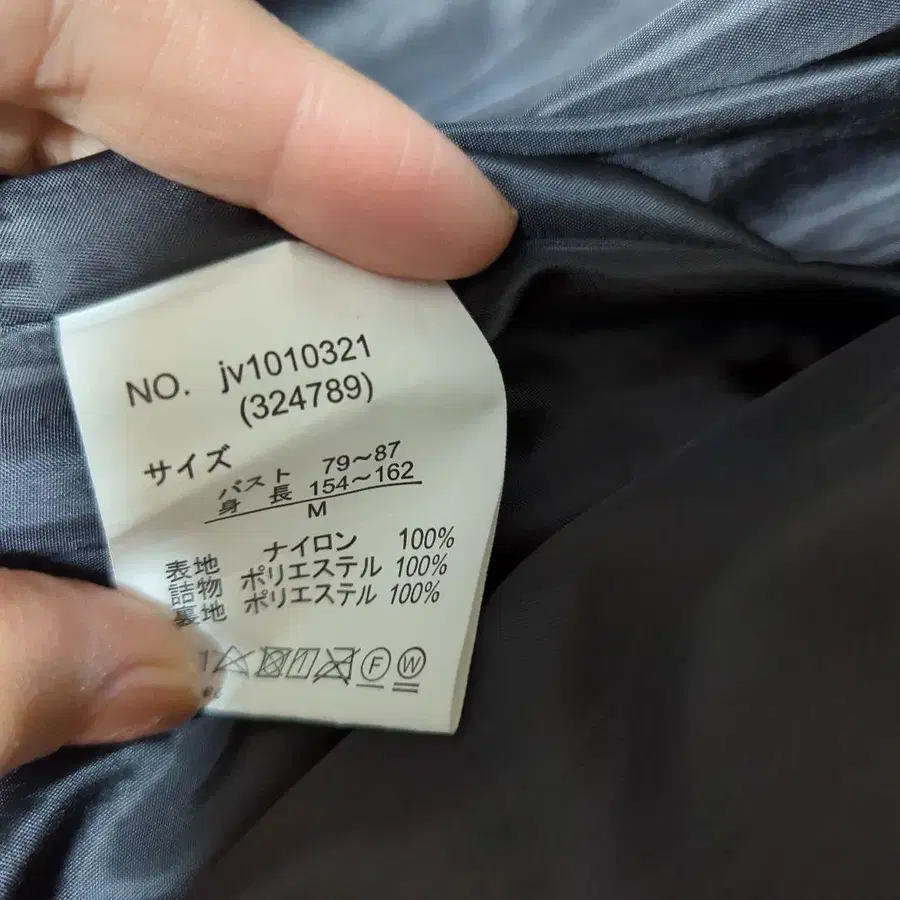 NO. jv1010321
(324789)
サイズ
バスト 79～87
身長 154～162
M
表地 ナイロン 100%
詰物 ポリエステル 100%
裏地 ポリエステル 100%
F W